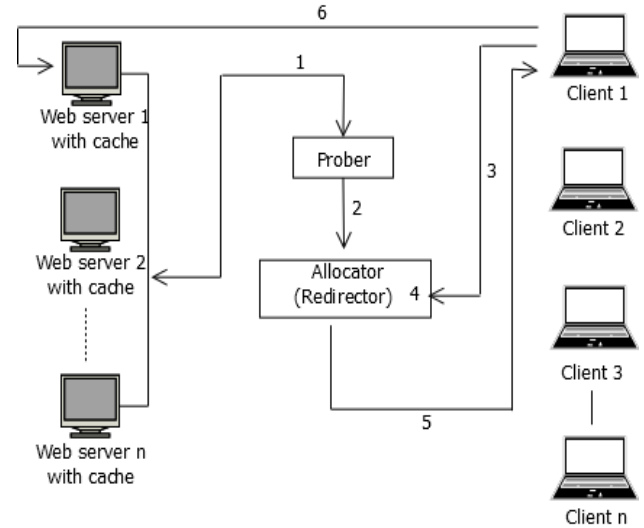 6
Client 1
1
Web server 1
with cache
Prober
3
2
Client 2
Web server 2
with cache
Allocator
(Redirector) 4
Client 3
5
Web server n
with cache
Client n